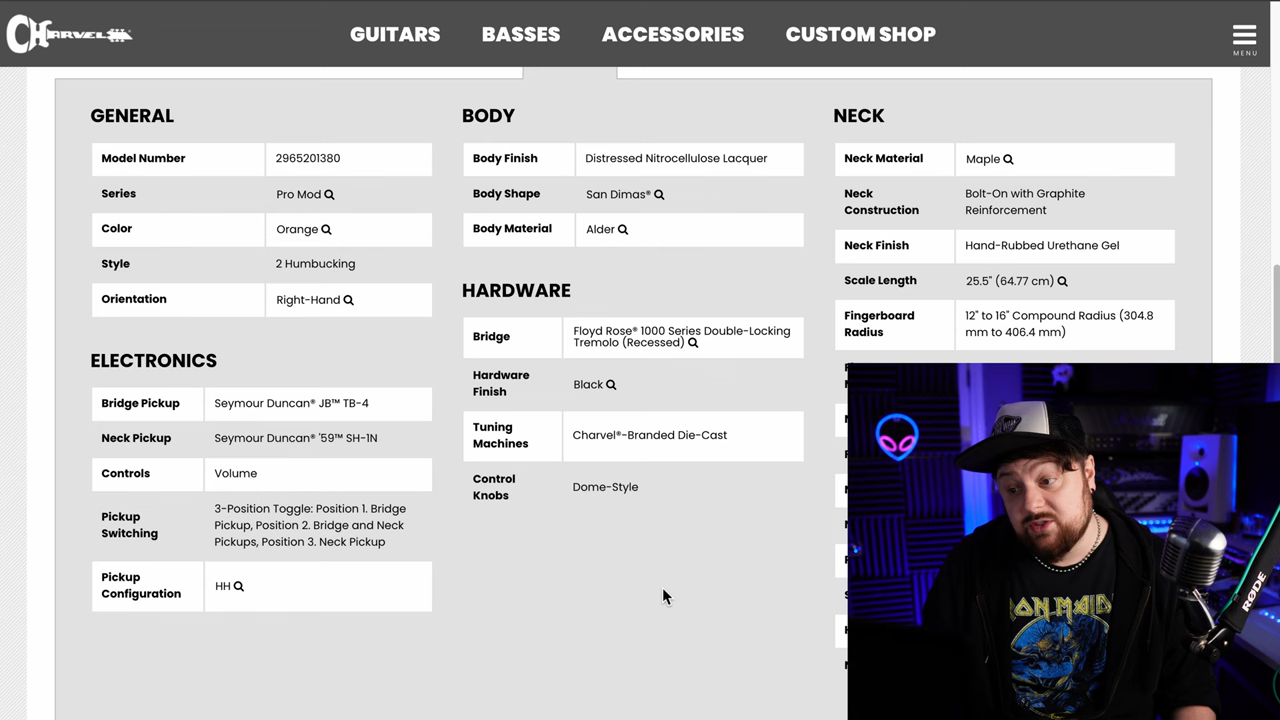 CHARVEL
GUITARS
BASSES
ACCESSORIES
CUSTOM SHOP
MENU
GENERAL
Model Number 2965201380
Series Pro Mod
Color Orange
Style 2 Humbucking
Orientation Right-Hand
ELECTRONICS
Bridge Pickup Seymour Duncan® JB™ TB-4
Neck Pickup Seymour Duncan® '59™ SH-1N
Controls Volume
Pickup Switching
3-Position Toggle: Position 1. Bridge
Pickup, Position 2. Bridge and Neck
Pickups, Position 3. Neck Pickup
Pickup Configuration
HH
BODY
Body Finish Distressed Nitrocellulose Lacquer
Body Shape San Dimas®
Body Material Alder
HARDWARE
Bridge
Floyd Rose® 1000 Series Double-Locking
Tremolo (Recessed)
Hardware
Finish
Black
Tuning
Machines
Charvel®-Branded Die-Cast
Control
Knobs
Dome-Style
NECK
Neck Material Maple
Neck
Construction
Bolt-On with Graphite
Reinforcement
Neck Finish Hand-Rubbed Urethane Gel
Scale Length 25.5" (64.77 cm)
Fingerboard
Radius
12" to 16" Compound Radius (304.8
mm to 406.4 mm)
IRON MAID
RØDE